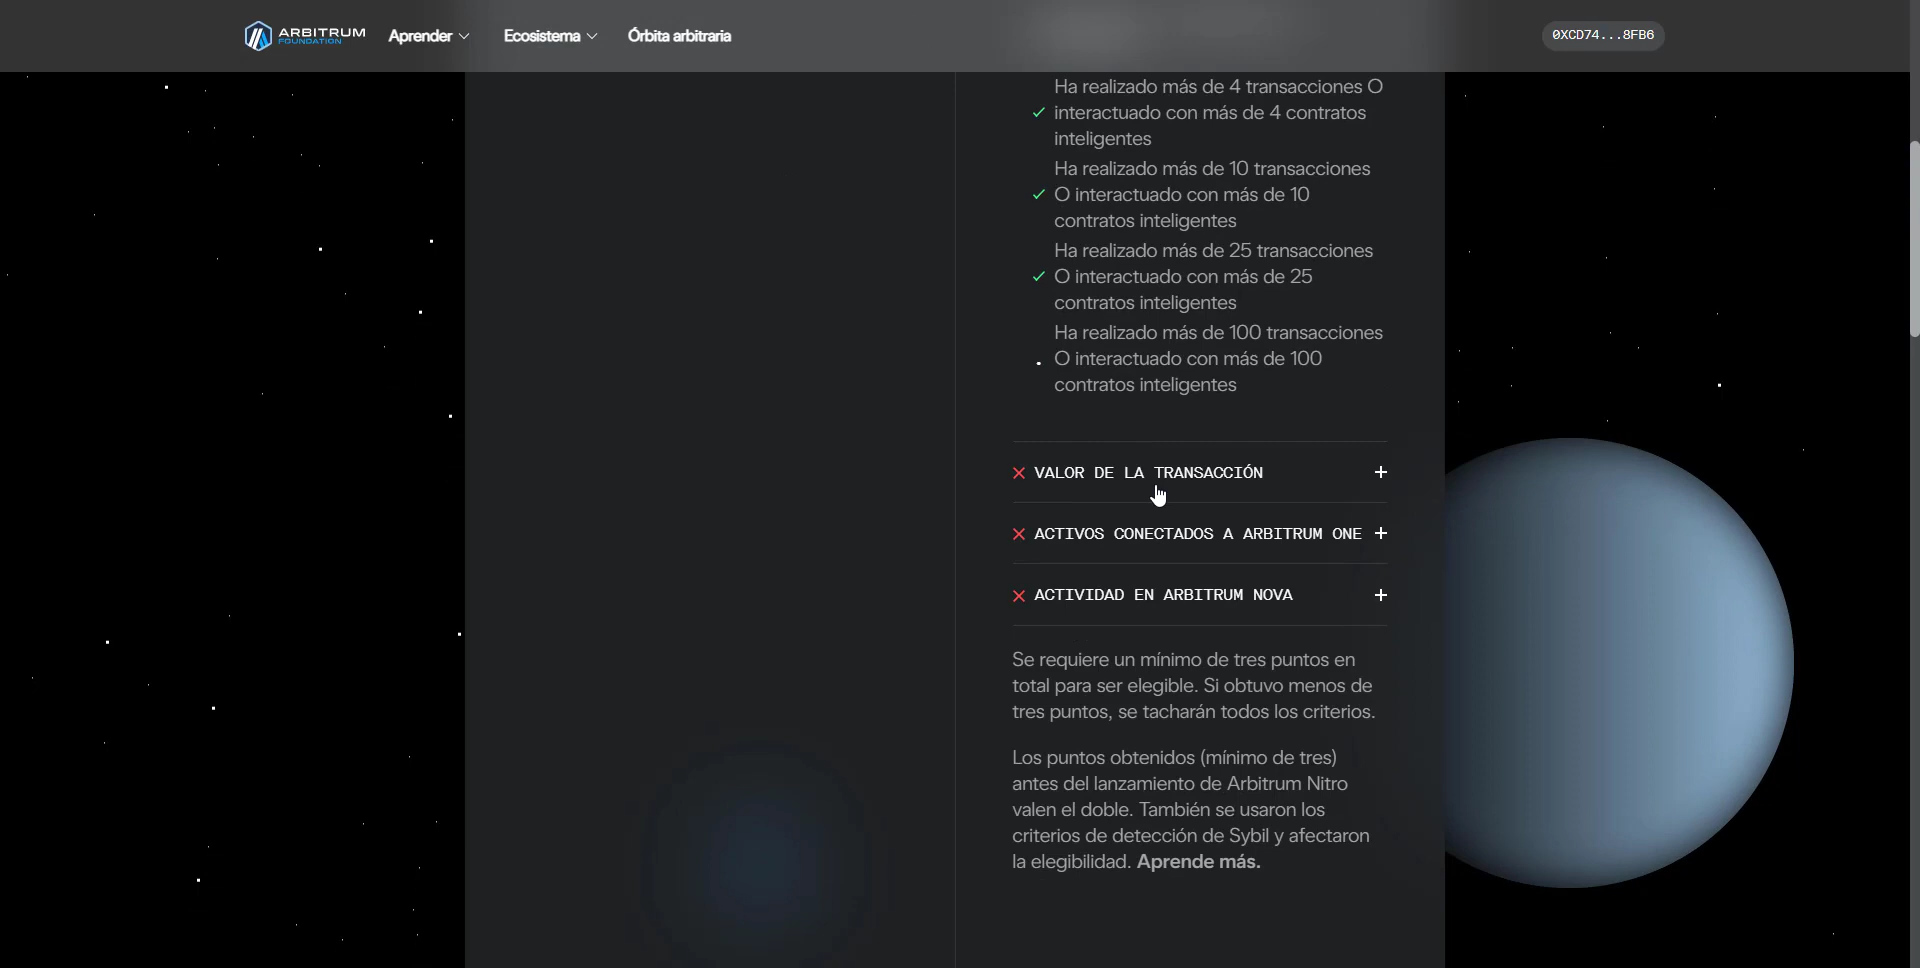 ARBITRUM
FOUNDATION
Aprender
Ecosistema
Órbita arbitraria
0XCD74...8FB6
Ha realizado más de 4 transacciones O
interactuado con más de 4 contratos
inteligentes
Ha realizado más de 10 transacciones
O interactuado con más de 10
contratos inteligentes
Ha realizado más de 25 transacciones
O interactuado con más de 25
contratos inteligentes
Ha realizado más de 100 transacciones
O interactuado con más de 100
contratos inteligentes
VALOR DE LA TRANSACCIÓN
ACTIVOS CONECTADOS A ARBITRUM ONE
ACTIVIDAD EN ARBITRUM NOVA
Se requiere un mínimo de tres puntos en
total para ser elegible. Si obtuvo menos de
tres puntos, se tacharán todos los criterios.
Los puntos obtenidos (mínimo de tres)
antes del lanzamiento de Arbitrum Nitro
valen el doble. También se usaron los
criterios de detección de Sybil y afectaron
la elegibilidad. Aprende más.